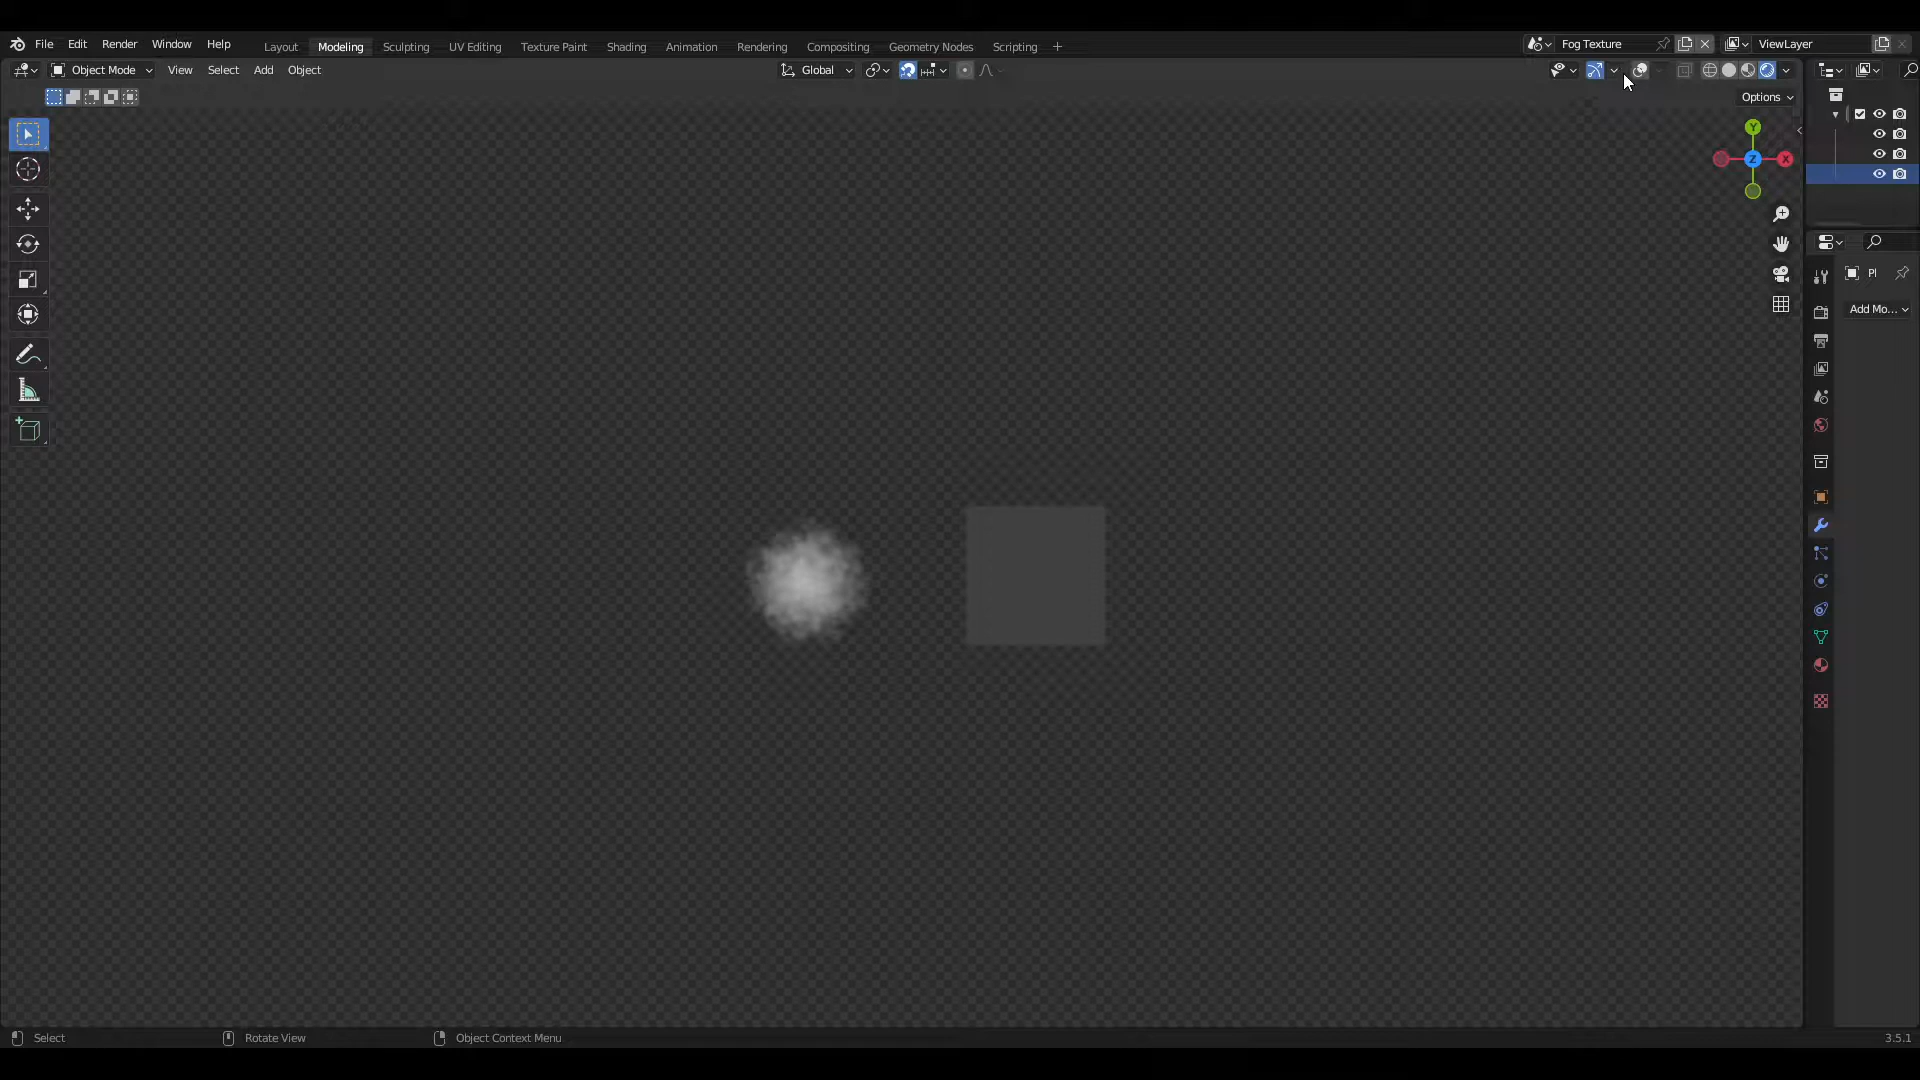 File Edit Render Window Help Layout Modeling Sculpting UV Editing Texture Paint Shading Animation Rendering Compositing Geometry Nodes Scripting + Fog Texture ViewLayer
Object Mode View Select Add Object Global
Options
Y
Z X
Pl
Add Mo...
Select Rotate View Object Context Menu 3.5.1